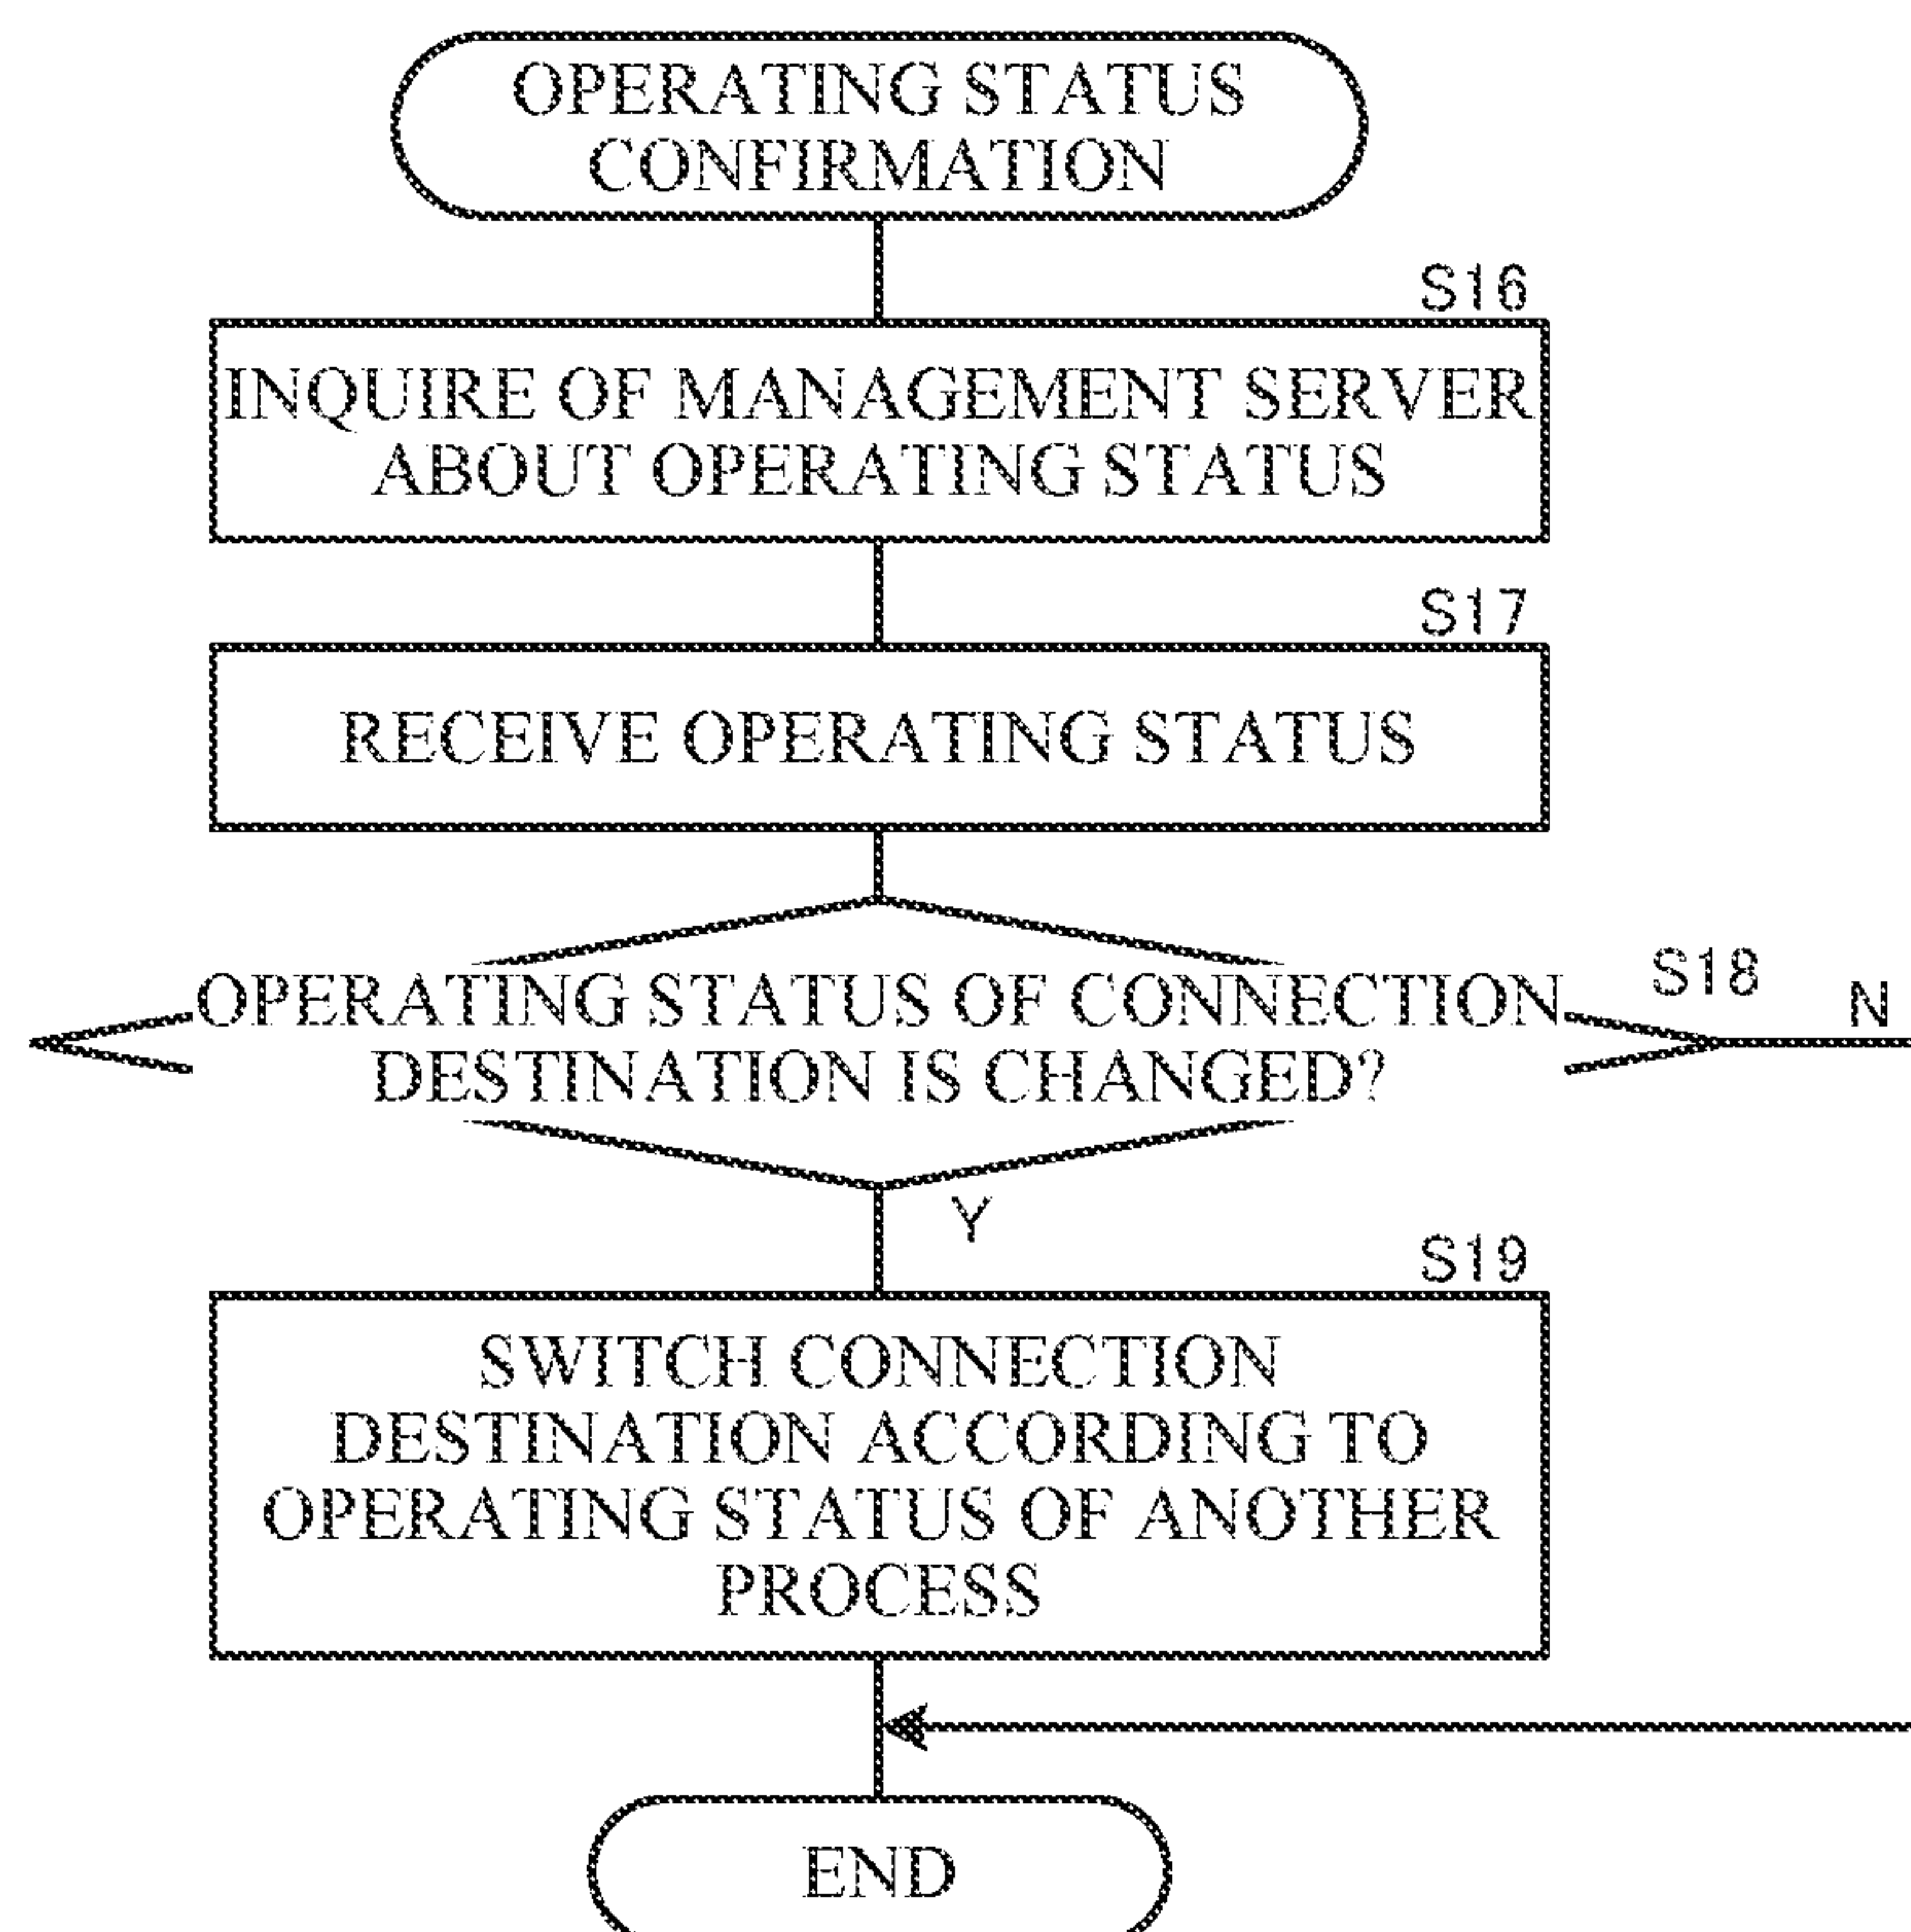 OPERATING STATUS
CONFIRMATION
S16
INQUIRE OF MANAGEMENT SERVER
ABOUT OPERATING STATUS
S17
RECEIVE OPERATING STATUS
S18
N
OPERATING STATUS OF CONNECTION
DESTINATION IS CHANGED?
Y
S19
SWITCH CONNECTION
DESTINATION ACCORDING TO
OPERATING STATUS OF ANOTHER
PROCESS
END